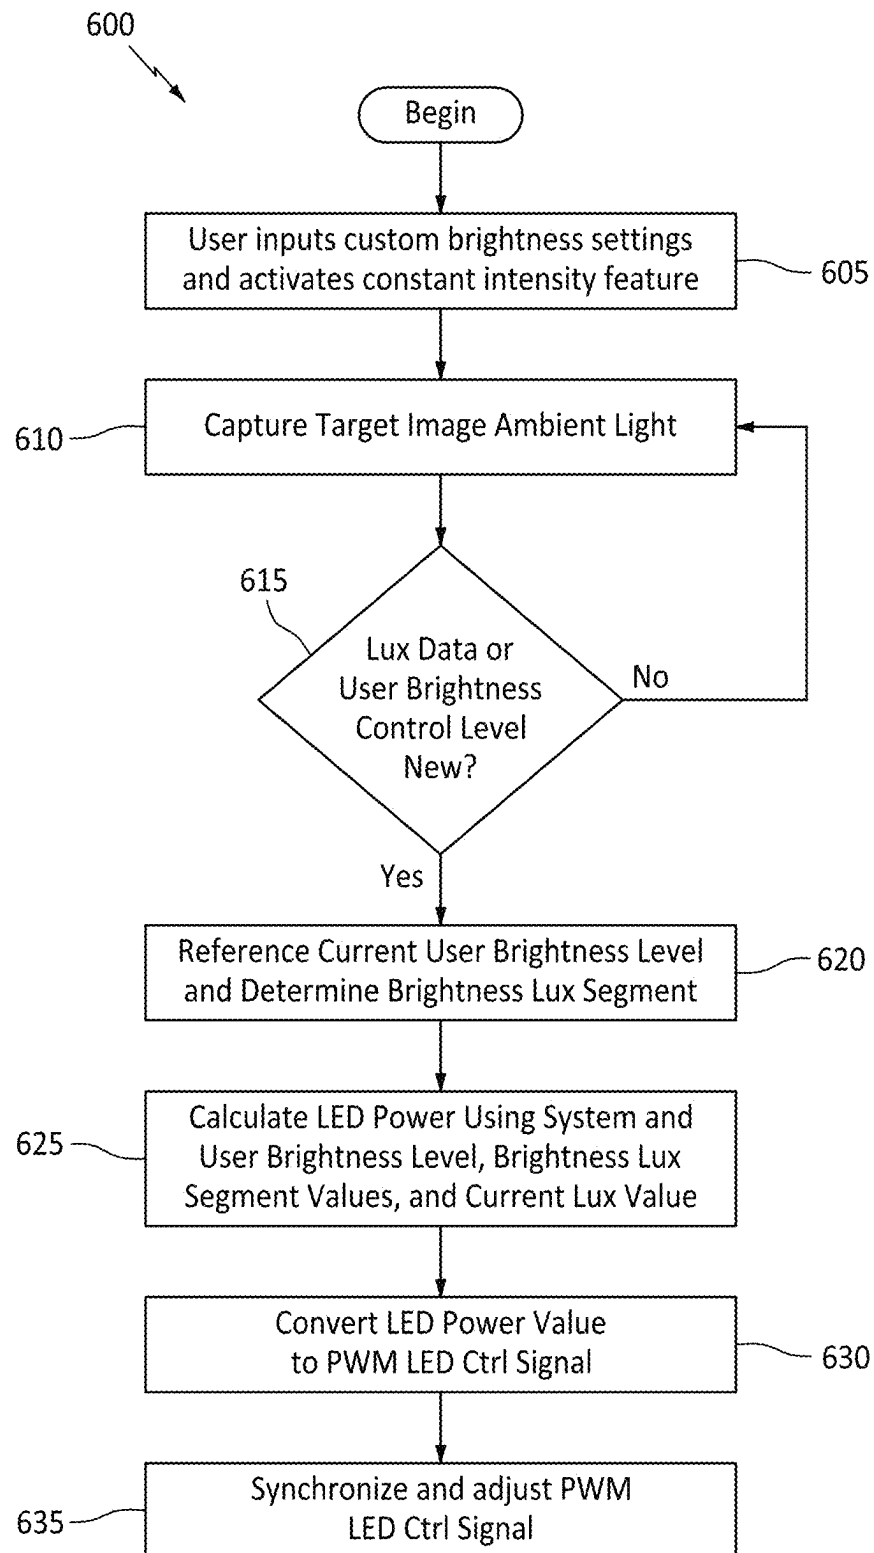 600
Begin
User inputs custom brightness settings
and activates constant intensity feature
605
Capture Target Image Ambient Light
610
615
Lux Data or
User Brightness
Control Level
New?
No
Yes
Reference Current User Brightness Level
and Determine Brightness Lux Segment
620
Calculate LED Power Using System and
User Brightness Level, Brightness Lux
Segment Values, and Current Lux Value
625
Convert LED Power Value
to PWM LED Ctrl Signal
630
Synchronize and adjust PWM
LED Ctrl Signal
635